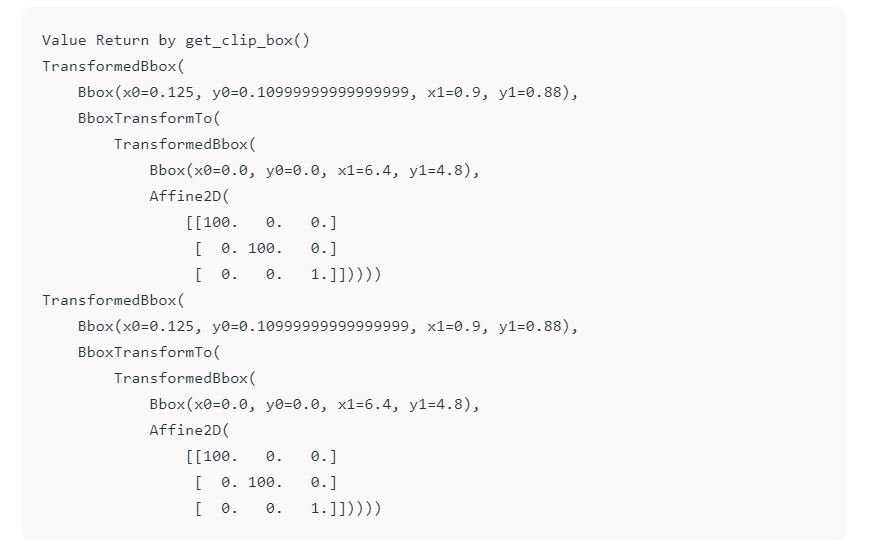 Value Return by get_clip_box()
TransformedBbox(
    Bbox(x0=0.125, y0=0.10999999999999999, x1=0.9, y1=0.88),
    BboxTransformTo(
        TransformedBbox(
            Bbox(x0=0.0, y0=0.0, x1=6.4, y1=4.8),
            Affine2D(
                [[100.   0.   0.]
                 [  0. 100.   0.]
                 [  0.   0.   1.]]))))
TransformedBbox(
    Bbox(x0=0.125, y0=0.10999999999999999, x1=0.9, y1=0.88),
    BboxTransformTo(
        TransformedBbox(
            Bbox(x0=0.0, y0=0.0, x1=6.4, y1=4.8),
            Affine2D(
                [[100.   0.   0.]
                 [  0. 100.   0.]
                 [  0.   0.   1.]]))))